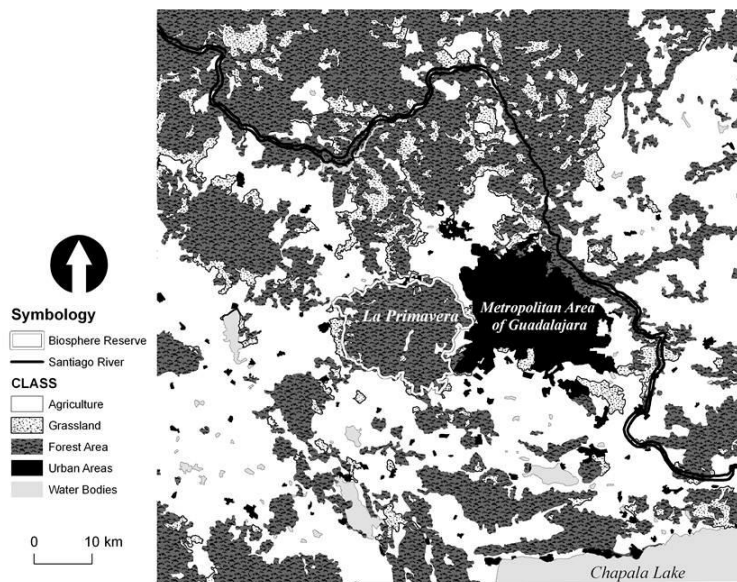 La Primavera
Metropolitan Area
of Guadalajara
Symbology
Biosphere Reserve
Santiago River
CLASS
Agriculture
Grassland
Forest Area
Urban Areas
Water Bodies
0 10 km
Chapala Lake